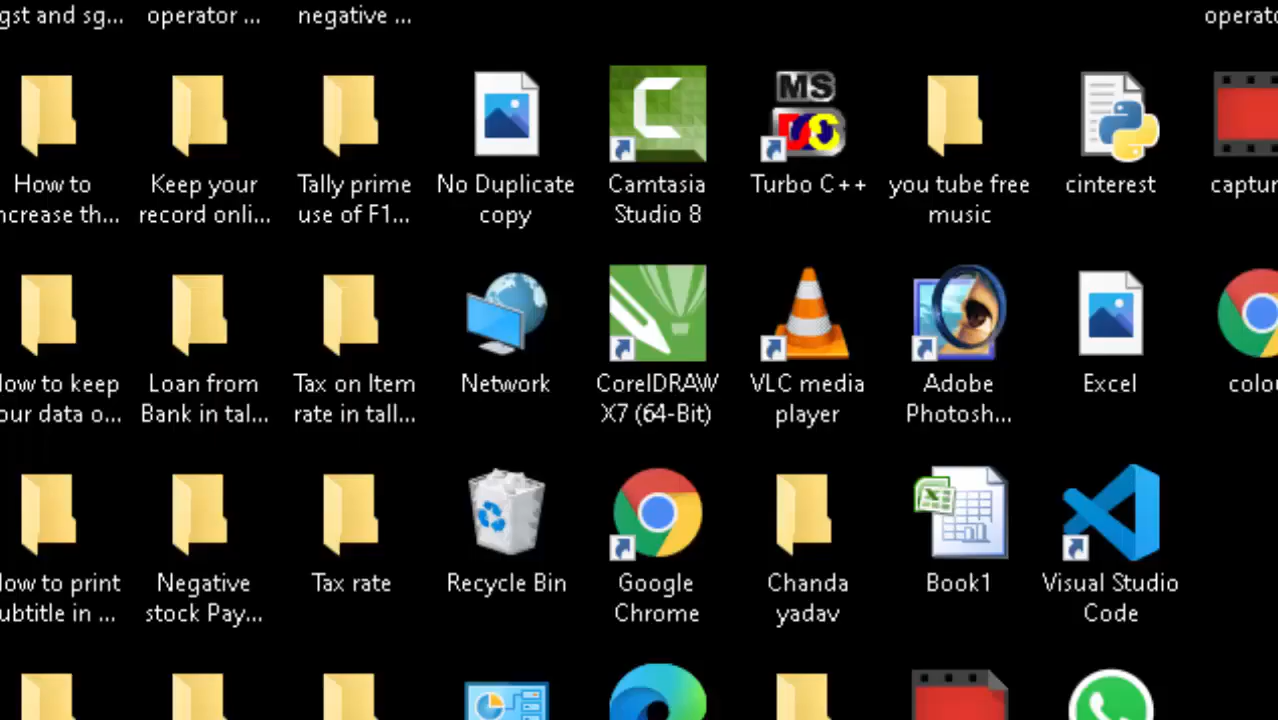 gst and sg...
operator ...
negative ...
operato
How to
ncrease th...
Keep your
record onli...
Tally prime
use of F1...
No Duplicate
copy
Camtasia
Studio 8
MS
DOS
Turbo C++
you tube free
music
cinterest
captur
How to keep
our data o...
Loan from
Bank in tal...
Tax on Item
rate in tall...
Network
CorelDRAW
X7 (64-Bit)
VLC media
player
Adobe
Photosh...
Excel
colou
How to print
ubtitle in ...
Negative
stock Pay...
Tax rate
Recycle Bin
Google
Chrome
Chanda
yadav
Book1
Visual Studio
Code